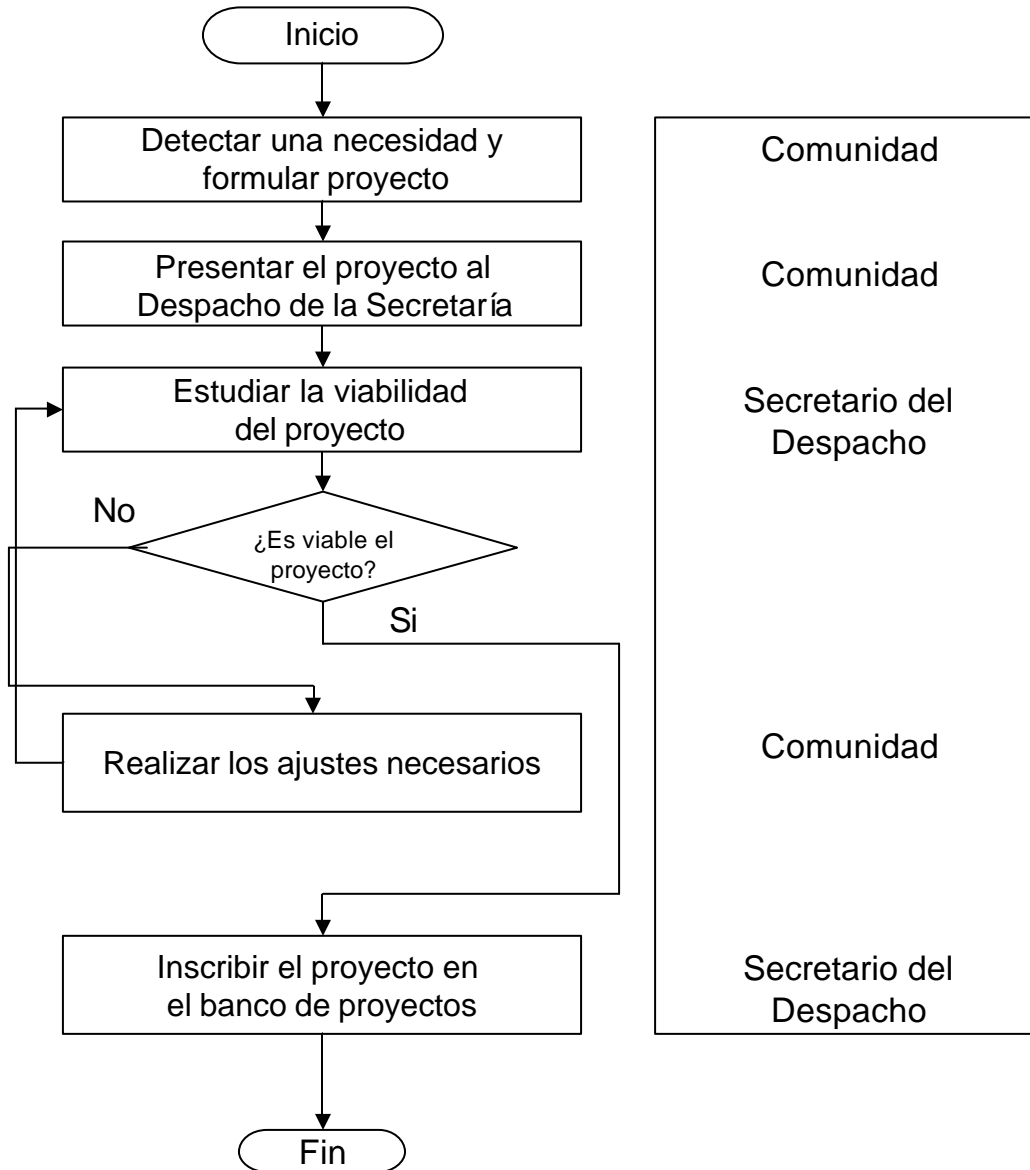 Inicio
Detectar una necesidad y
formular proyecto
Comunidad
Presentar el proyecto al
Despacho de la Secretaría
Comunidad
Estudiar la viabilidad
del proyecto
Secretario del
Despacho
No
¿Es viable el
proyecto?
Si
Realizar los ajustes necesarios
Comunidad
Inscribir el proyecto en
el banco de proyectos
Secretario del
Despacho
Fin